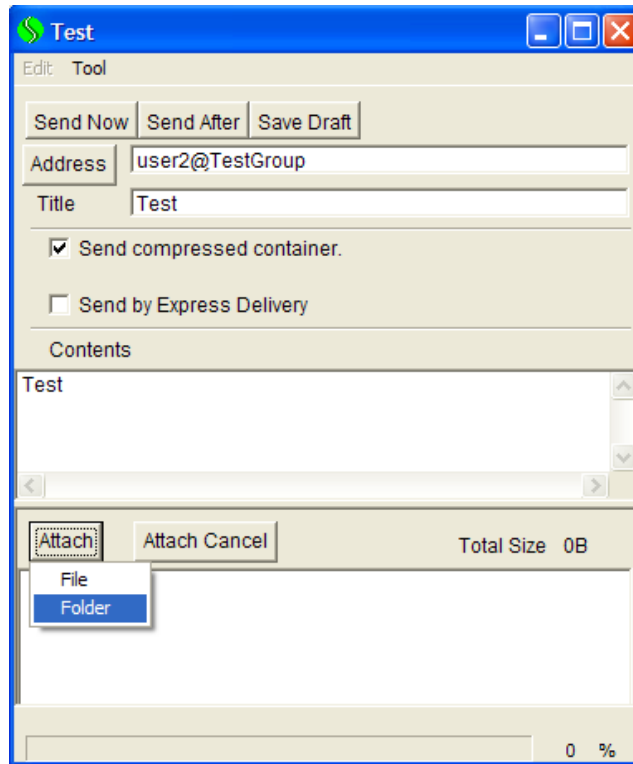 Test
Edit Tool
Send Now Send After Save Draft
Address user2@TestGroup
Title Test
Send compressed container.
Send by Express Delivery
Contents
Test
Attach Attach Cancel Total Size 0B
File
Folder
0 %